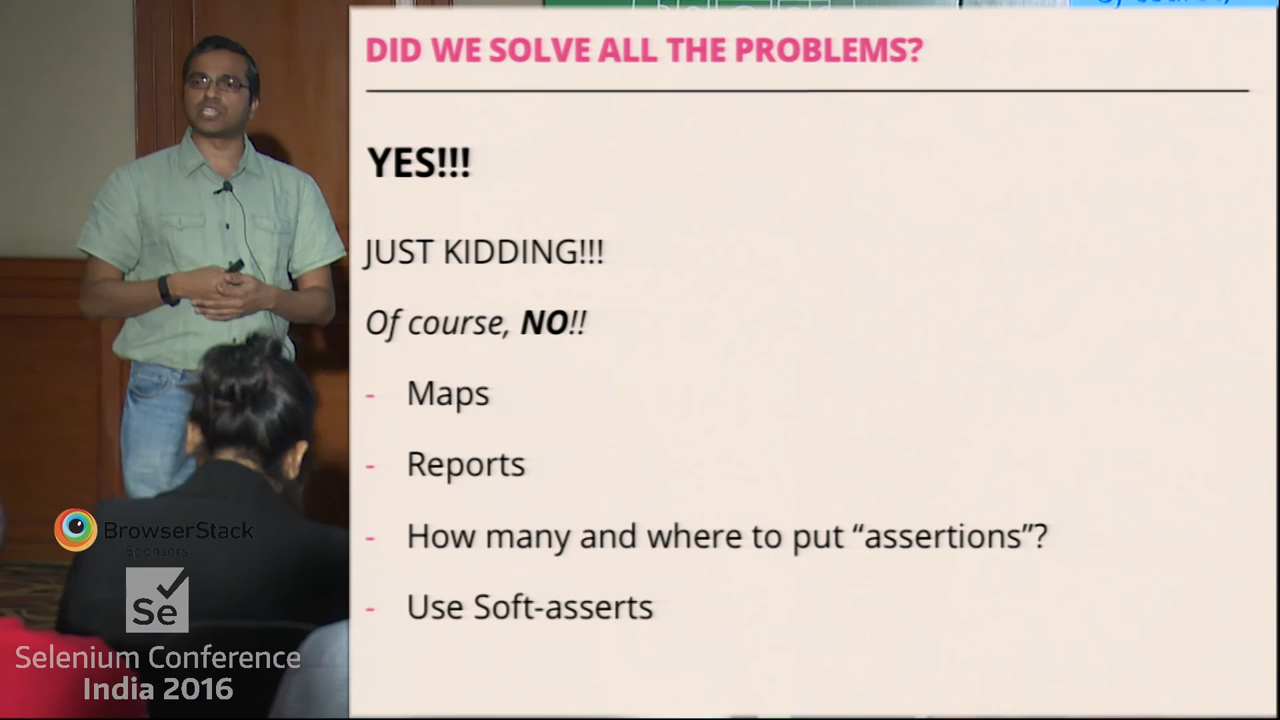 DID WE SOLVE ALL THE PROBLEMS?
YES!!!
JUST KIDDING!!!
Of course, NO!!
- Maps
- Reports
- How many and where to put “assertions”?
- Use Soft-asserts
BrowserStack
Sponsors
Se
Selenium Conference
India 2016